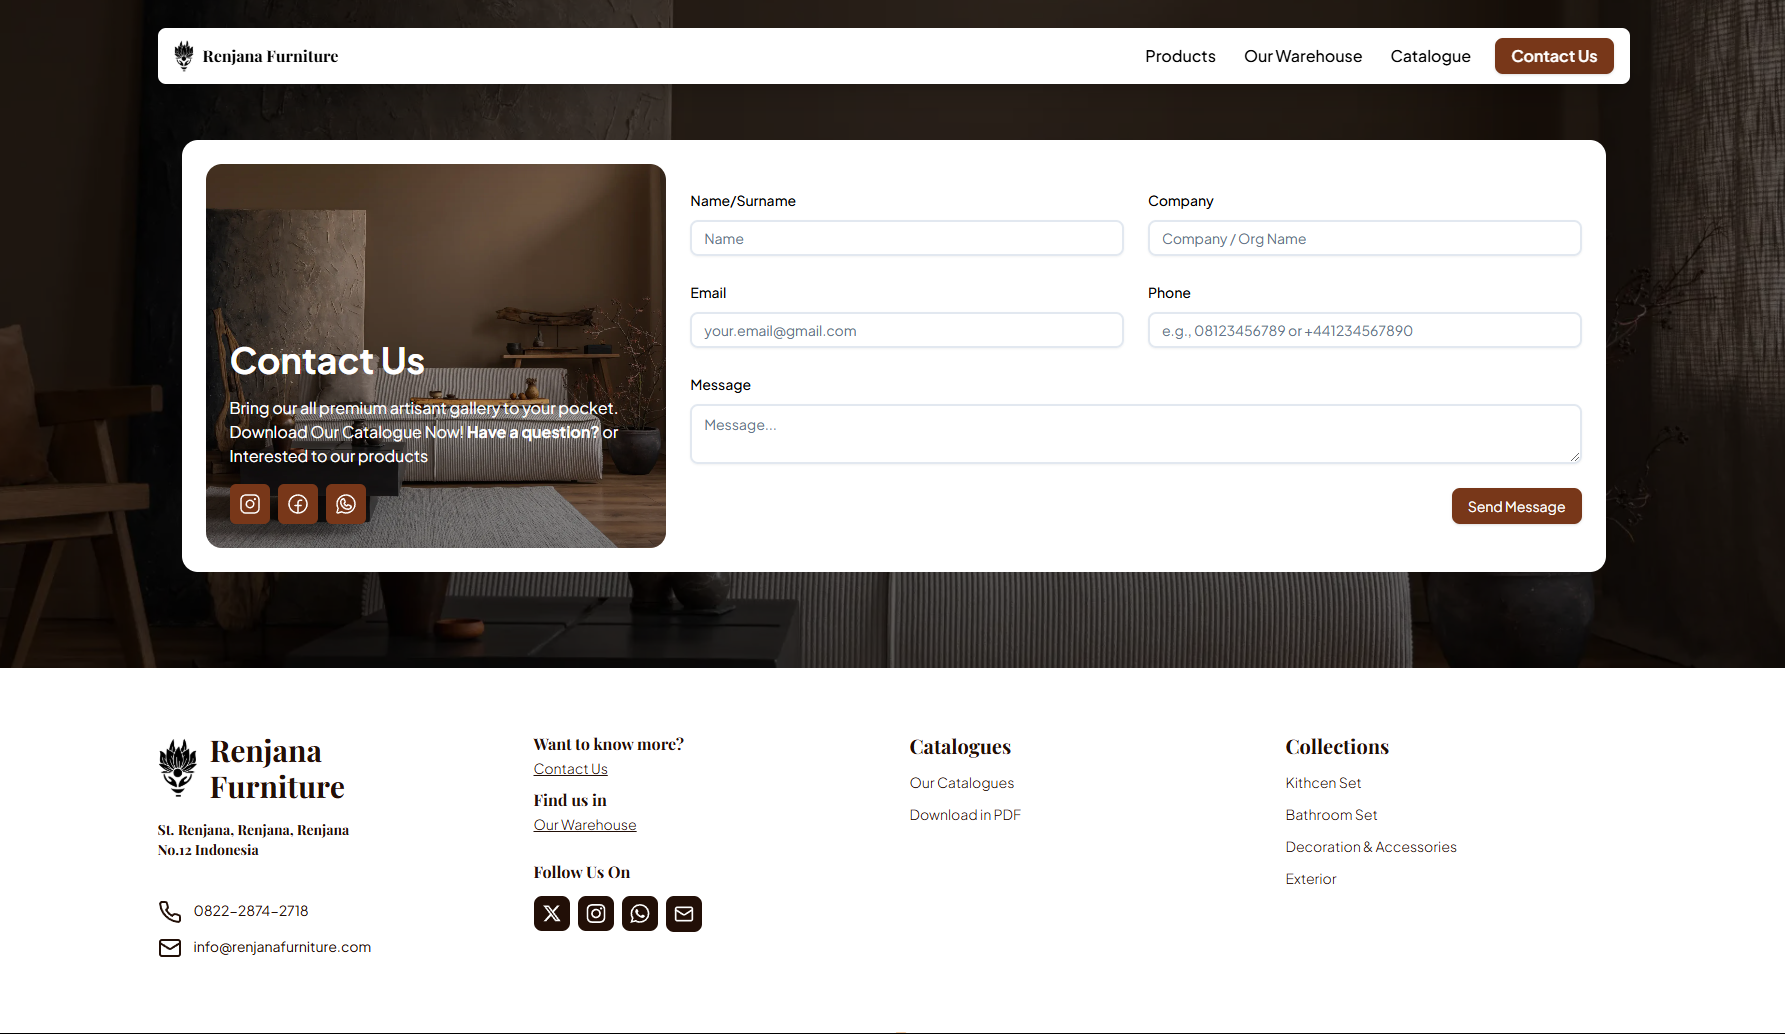 Renjana Furniture
Products
Our Warehouse
Catalogue
Contact Us
Contact Us
Bring our all premium artisant gallery to your pocket.
Download Our Catalogue Now! Have a question? or
Interested to our products
Name/Surname
Name
Company
Company / Org Name
Email
your.email@gmail.com
Phone
e.g., 08123456789 or +441234567890
Message
Message...
Send Message
Renjana
Furniture
St. Renjana, Renjana, Renjana
No.12 Indonesia
0822-2874-2718
info@renjanafurniture.com
Want to know more?
Contact Us
Find us in
Our Warehouse
Follow Us On
Catalogues
Our Catalogues
Download in PDF
Collections
Kithcen Set
Bathroom Set
Decoration & Accessories
Exterior